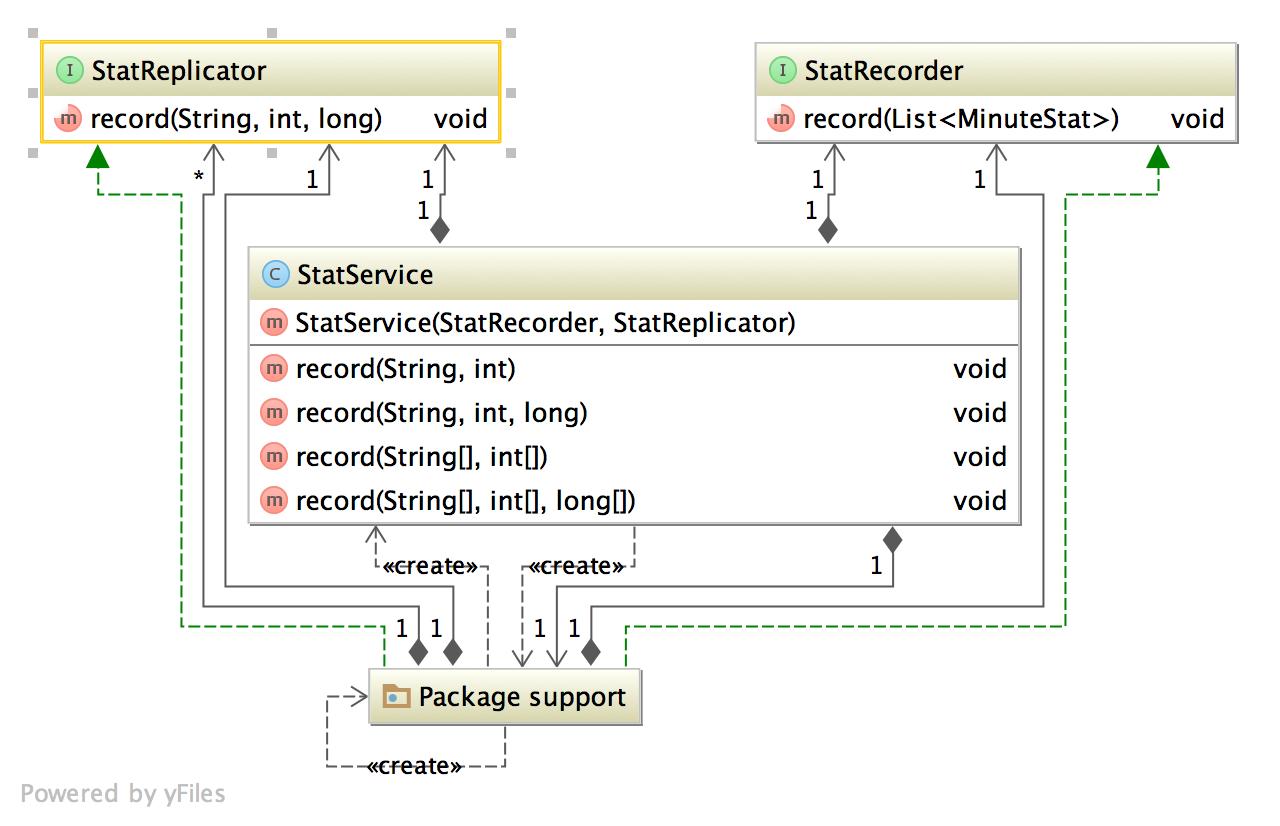 I StatReplicator
m record(String, int, long) void
I StatRecorder
m record(List<MinuteStat>) void
* 1 1 1 1
1 1
C StatService
m StatService(StatRecorder, StatReplicator)
m record(String, int) void
m record(String, int, long) void
m record(String[], int[]) void
m record(String[], int[], long[]) void
«create» «create» 1
1 1 1 1
Package support
«create»
Powered by yFiles